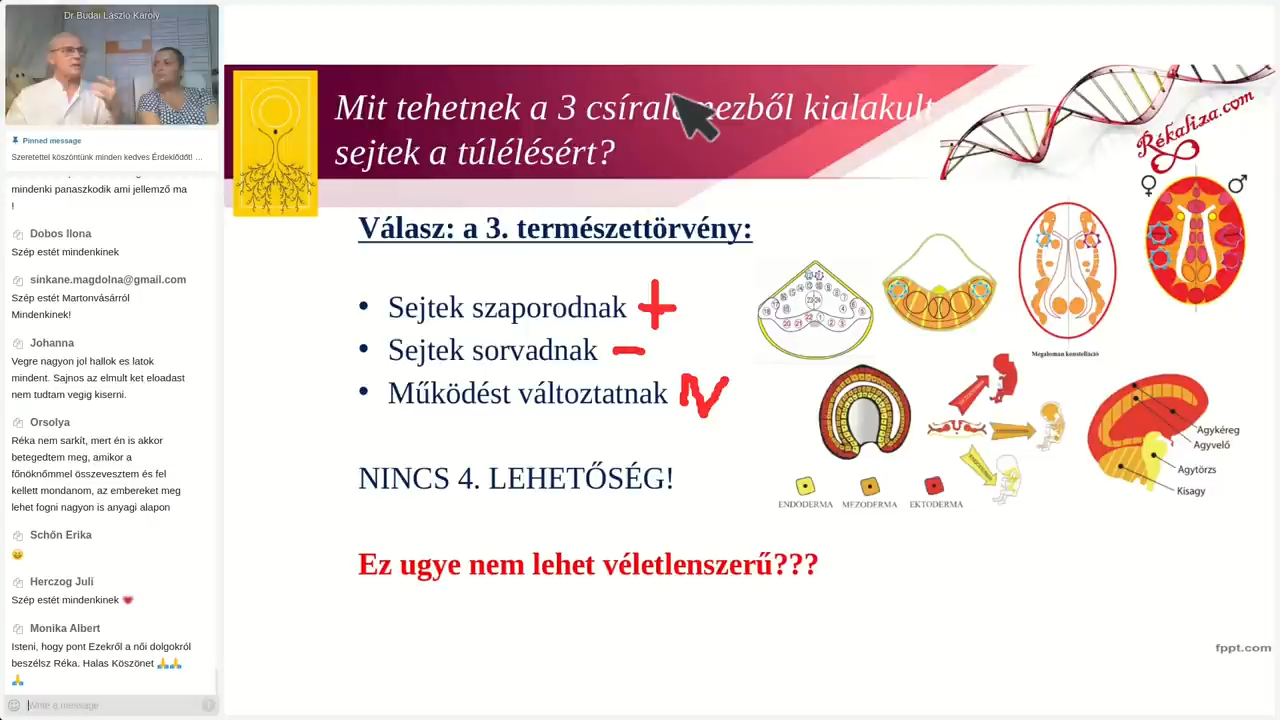 Dr Budai László Károly
Pinned message
Szeretettel köszöntünk minden kedves Érdeklődőt! ...
mindenki panaszkodik ami jellemző ma
!
Dobos Ilona
Szép estét mindenkinek
sinkane.magdolna@gmail.com
Szép estét Martonvásárról
Mindenkinek!
Johanna
Vegre nagyon jol hallok es latok
mindent. Sajnos az elmult ket eloadast
nem tudtam vegig kiserni.
Orsolya
Réka nem sarkít, mert én is akkor
betegedtem meg, amikor a
főnöknőmmel összevesztem és fel
kellett mondanom, az embereket meg
lehet fogni nagyon is anyagi alapon
Schőn Erika
Herczog Juli
Szép estét mindenkinek
Monika Albert
Isteni, hogy pont Ezekről a női dolgokról
beszélsz Réka. Halas Köszönet
Write a message
Mit tehetnek a 3 kialakult
sejtek a túlélésért?
Rékaliza.com
Válasz: a 3. természettörvény:
• Sejtek szaporodnak +
• Sejtek sorvadnak –
• Működést változtatnak
NINCS 4. LEHETŐSÉG!
Ez ugye nem lehet véletlenszerű???
Megaloman konstelláció
ENDODERMA MEZODERMA EKTODERMA
Agykéreg
Agyvelő
Agytörzs
Kisagy
fppt.com